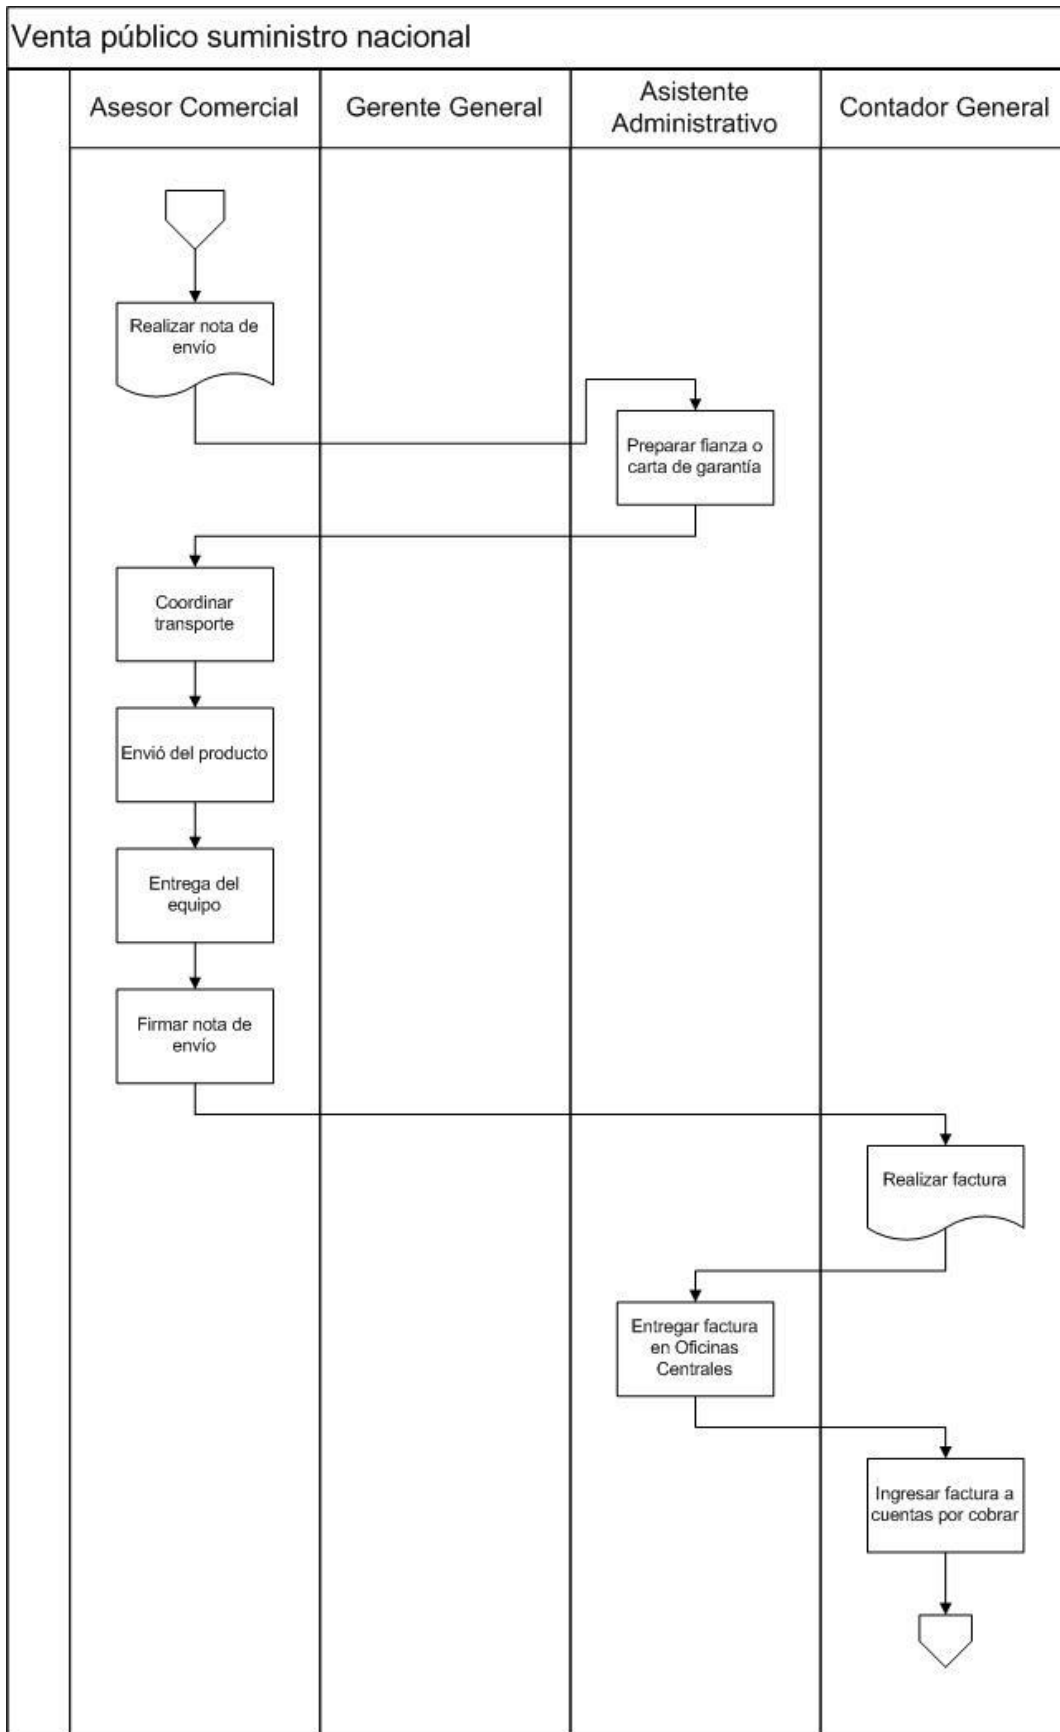 Venta público suministro nacional
Asesor Comercial
Gerente General
Asistente
Administrativo
Contador General
Realizar nota de
envío
Preparar fianza o
carta de garantía
Coordinar
transporte
Envió del producto
Entrega del
equipo
Firmar nota de
envío
Realizar factura
Entregar factura
en Oficinas
Centrales
Ingresar factura a
cuentas por cobrar